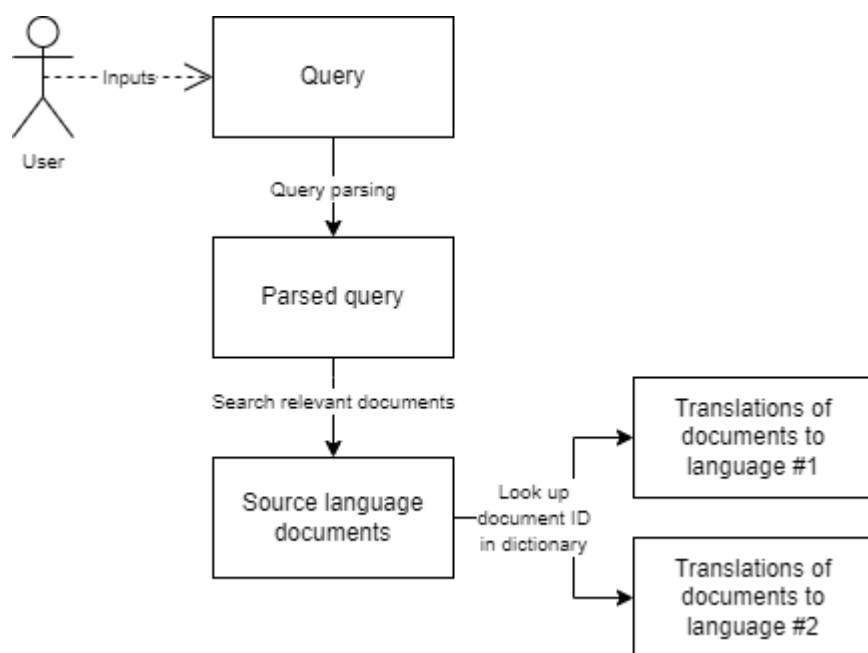 Query
Inputs
User
Query parsing
Parsed query
Search relevant documents
Source language
documents
Look up
document ID
in dictionary
Translations of
documents to
language #1
Translations of
documents to
language #2